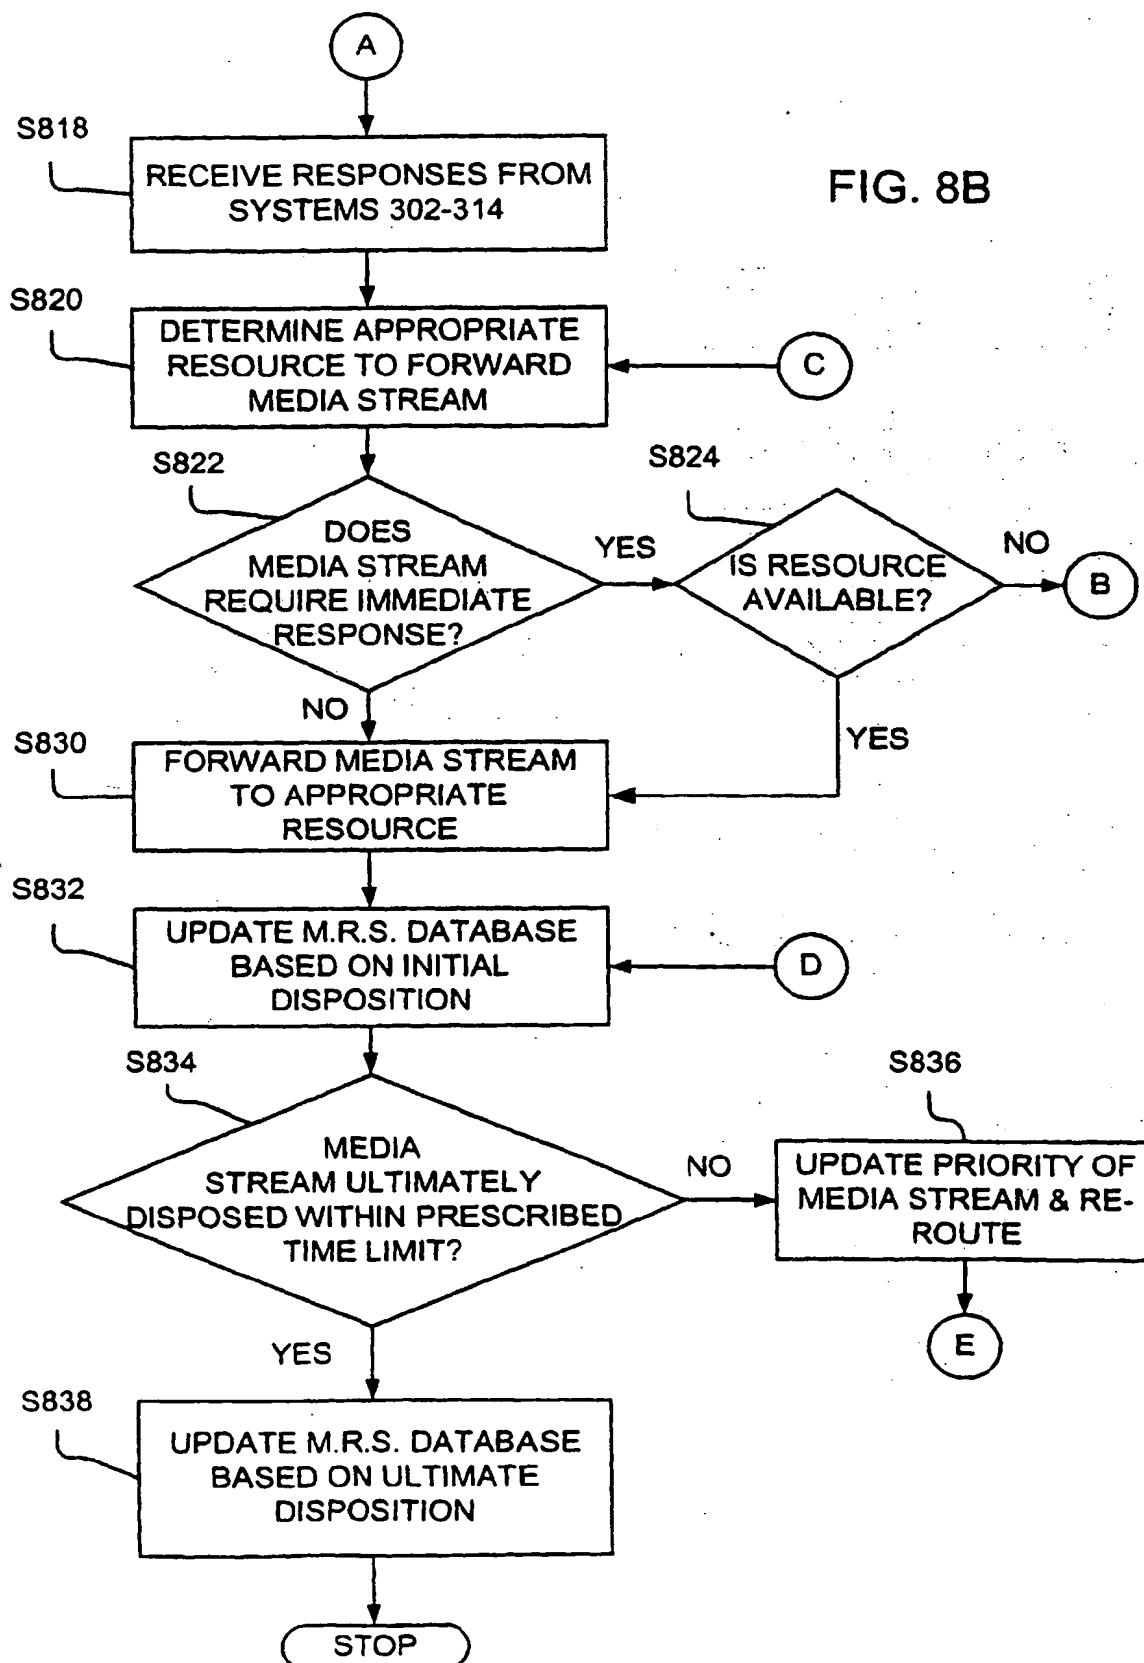 A
S818
RECEIVE RESPONSES FROM
SYSTEMS 302-314
FIG. 8B
S820
DETERMINE APPROPRIATE
RESOURCE TO FORWARD
MEDIA STREAM
C
S822
DOES
MEDIA STREAM
REQUIRE IMMEDIATE
RESPONSE?
YES
S824
IS RESOURCE
AVAILABLE?
NO
B
NO
YES
S830
FORWARD MEDIA STREAM
TO APPROPRIATE
RESOURCE
S832
UPDATE M.R.S. DATABASE
BASED ON INITIAL
DISPOSITION
D
S834
MEDIA
STREAM ULTIMATELY
DISPOSED WITHIN PRESCRIBED
TIME LIMIT?
NO
S836
UPDATE PRIORITY OF
MEDIA STREAM & RE-
ROUTE
E
YES
S838
UPDATE M.R.S. DATABASE
BASED ON ULTIMATE
DISPOSITION
STOP